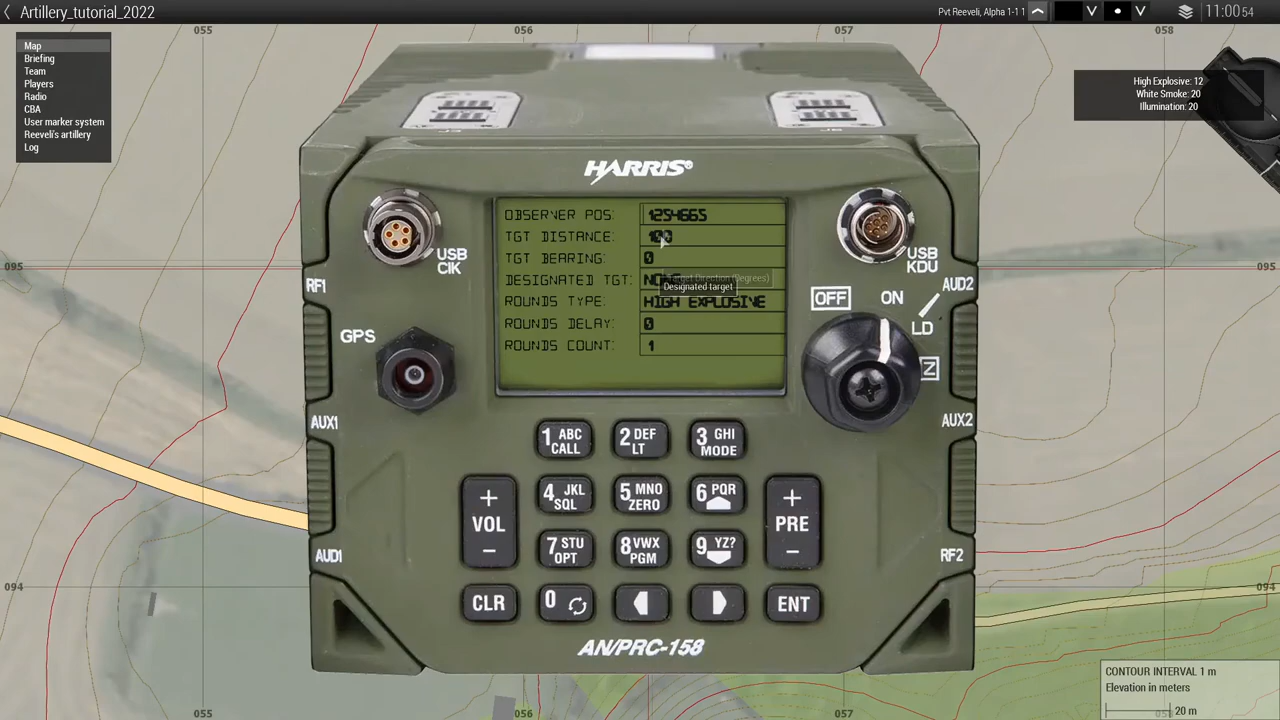 Artillery_tutorial_2022
Pvt Reeveli, Alpha 1-1 1
11:00 54
055
056
057
058
Map
Briefing
Team
Players
Radio
CBA
User marker system
Reeveli's artillery
Log
High Explosive: 12
White Smoke: 20
Illumination: 20
HARRIS®
USB
CIK
USB
KDU
OBSERVER POS: 1254665
TGT DISTANCE:
TGT BEARING: 0
DESIGNATED TGT:
Target Direction (Degrees)
Designated target
ROUNDS TYPE: HIGH EXPLOSIVE
ROUNDS DELAY: 0
ROUNDS COUNT: 1
095
095
RF1
AUD2
OFF
ON
LD
Z
GPS
AUX1
AUX2
1 ABC CALL
2 DEF LT
3 GHI MODE
4 JKL SQL
5 MNO ZERO
6 PQR
7 STU OPT
8 VWX PGM
9 YZ?
+ VOL −
+ PRE −
AUD1
RF2
CLR
0
ENT
094
094
AN/PRC-158
CONTOUR INTERVAL 1 m
Elevation in meters
20 m
055
056
057